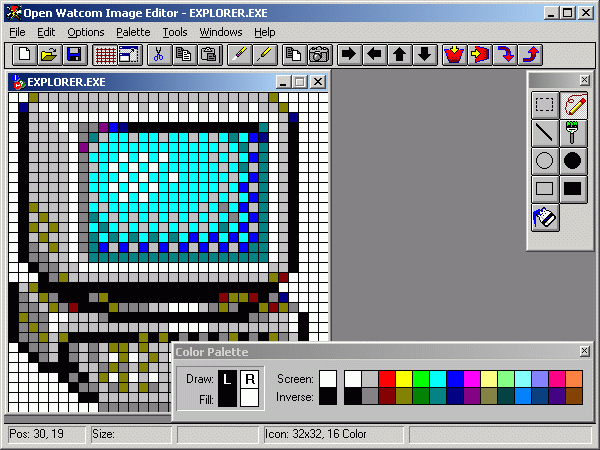 Open Watcom Image Editor - EXPLORER.EXE
File Edit Options Palette Tools Windows Help
EXPLORER.EXE
Color Palette
Draw: L R Screen:
Fill: Inverse:
Pos: 30, 19 Size: Icon: 32x32, 16 Color